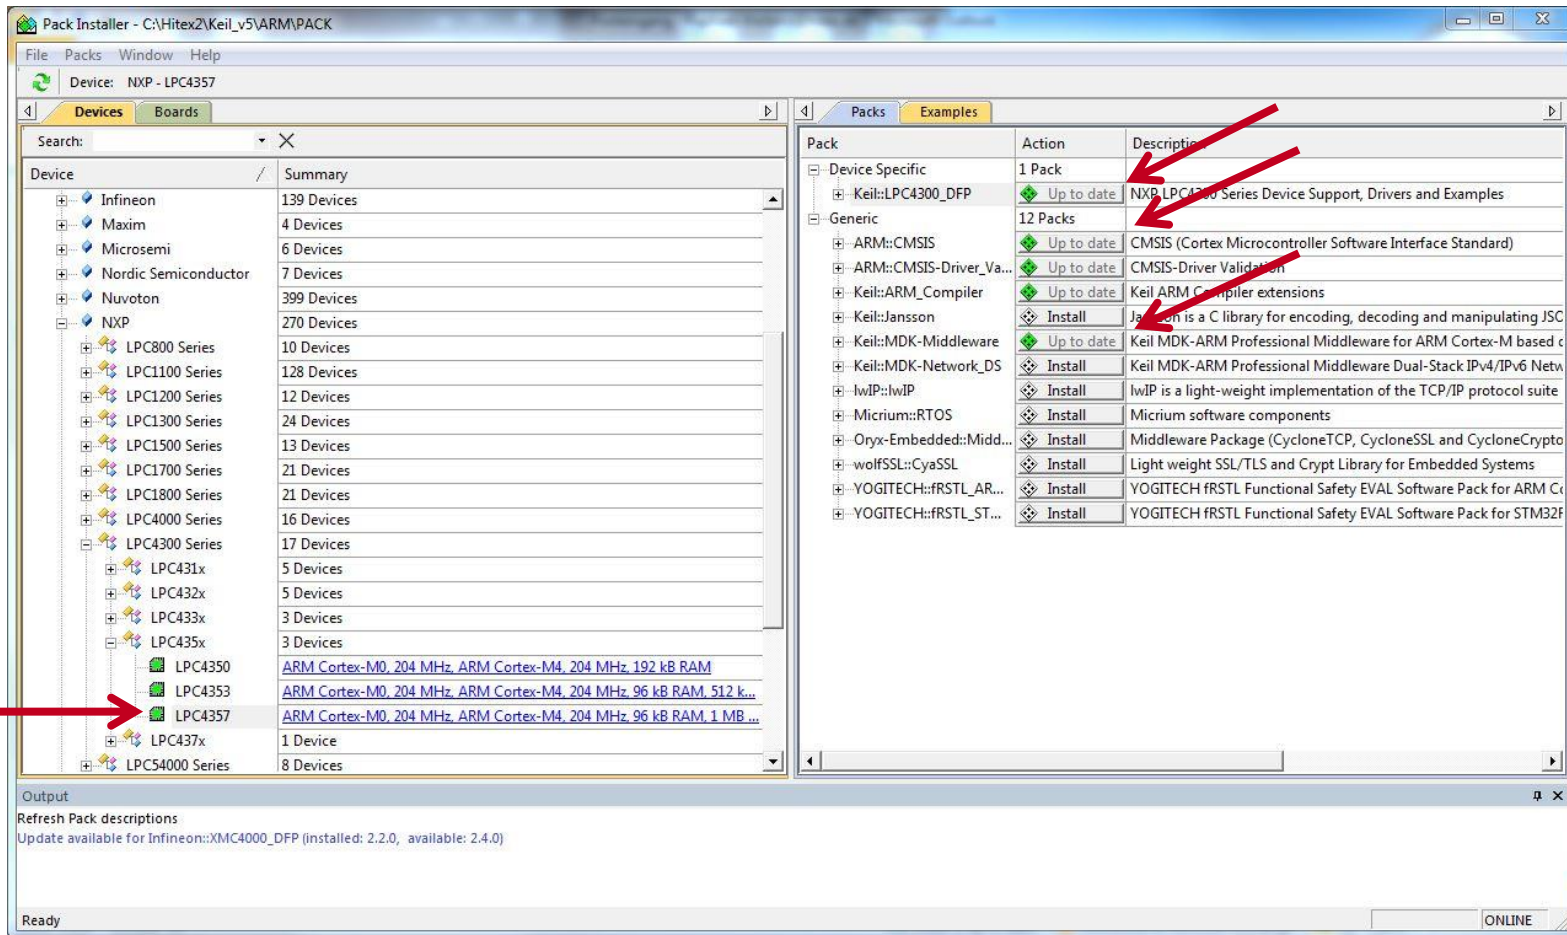 Pack Installer - C:\Hitex2\Keil_v5\ARM\PACK
File Packs Window Help
Device: NXP - LPC4357
Devices Boards
Search:
Device Summary
Infineon 139 Devices
Maxim 4 Devices
Microsemi 6 Devices
Nordic Semiconductor 7 Devices
Nuvoton 399 Devices
NXP 270 Devices
LPC800 Series 10 Devices
LPC1100 Series 128 Devices
LPC1200 Series 12 Devices
LPC1300 Series 24 Devices
LPC1500 Series 13 Devices
LPC1700 Series 21 Devices
LPC1800 Series 21 Devices
LPC4000 Series 16 Devices
LPC4300 Series 17 Devices
LPC431x 5 Devices
LPC432x 5 Devices
LPC433x 3 Devices
LPC435x 3 Devices
LPC4350 ARM Cortex-M0, 204 MHz, ARM Cortex-M4, 204 MHz, 192 kB RAM
LPC4353 ARM Cortex-M0, 204 MHz, ARM Cortex-M4, 204 MHz, 96 kB RAM, 512 k...
LPC4357 ARM Cortex-M0, 204 MHz, ARM Cortex-M4, 204 MHz, 96 kB RAM, 1 MB ...
LPC437x 1 Device
LPC54000 Series 8 Devices
Packs Examples
Pack Action Description
Device Specific 1 Pack
Keil::LPC4300_DFP Up to date NXP LPC4300 Series Device Support, Drivers and Examples
Generic 12 Packs
ARM::CMSIS Up to date CMSIS (Cortex Microcontroller Software Interface Standard)
ARM::CMSIS-Driver_Va... Up to date CMSIS-Driver Validation
Keil::ARM_Compiler Up to date Keil ARM Compiler extensions
Keil::Jansson Install Jansson is a C library for encoding, decoding and manipulating JSO
Keil::MDK-Middleware Up to date Keil MDK-ARM Professional Middleware for ARM Cortex-M based d
Keil::MDK-Network_DS Install Keil MDK-ARM Professional Middleware Dual-Stack IPv4/IPv6 Netw
lwIP::lwIP Install lwIP is a light-weight implementation of the TCP/IP protocol suite
Micrium::RTOS Install Micrium software components
Oryx-Embedded::Midd... Install Middleware Package (CycloneTCP, CycloneSSL and CycloneCrypto
wolfSSL::CyaSSL Install Light weight SSL/TLS and Crypt Library for Embedded Systems
YOGITECH::fRSTL_AR... Install YOGITECH fRSTL Functional Safety EVAL Software Pack for ARM Co
YOGITECH::fRSTL_ST... Install YOGITECH fRSTL Functional Safety EVAL Software Pack for STM32F
Output
Refresh Pack descriptions
Update available for Infineon::XMC4000_DFP (installed: 2.2.0, available: 2.4.0)
Ready ONLINE